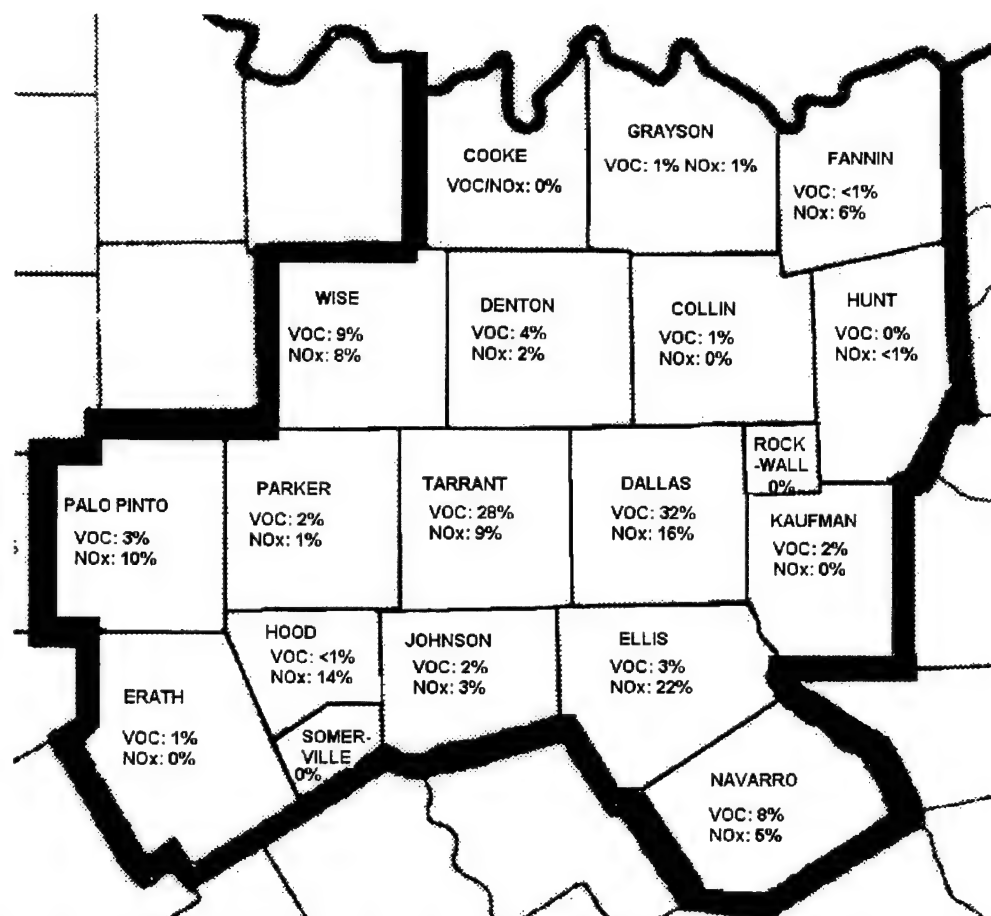 COOKE
VOC/NOx: 0%
GRAYSON
VOC: 1% NOx: 1%
FANNIN
VOC: <1%
NOx: 6%
WISE
VOC: 9%
NOx: 8%
DENTON
VOC: 4%
NOx: 2%
COLLIN
VOC: 1%
NOx: 0%
HUNT
VOC: 0%
NOx: <1%
PALO PINTO
VOC: 3%
NOx: 10%
PARKER
VOC: 2%
NOx: 1%
TARRANT
VOC: 28%
NOx: 9%
DALLAS
VOC: 32%
NOx: 16%
ROCK
-WALL
0%
KAUFMAN
VOC: 2%
NOx: 0%
ERATH
VOC: 1%
NOx: 0%
HOOD
VOC: <1%
NOx: 14%
SOMER-
VILLE
0%
JOHNSON
VOC: 2%
NOx: 3%
ELLIS
VOC: 3%
NOx: 22%
NAVARRO
VOC: 8%
NOx: 5%